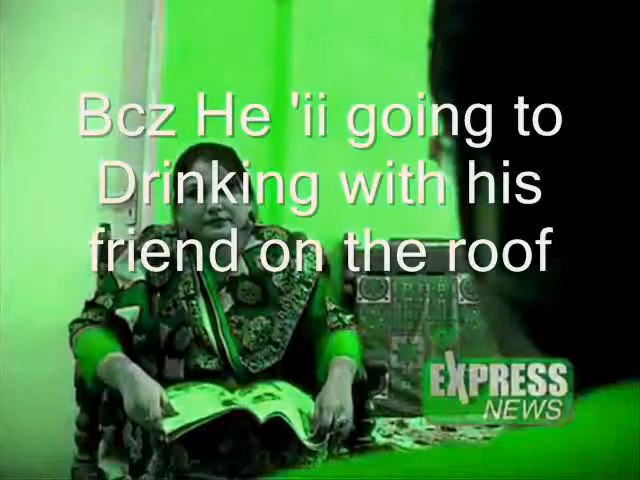 Bcz He 'ii going to
Drinking with his
friend on the roof
EXPRESS
NEWS